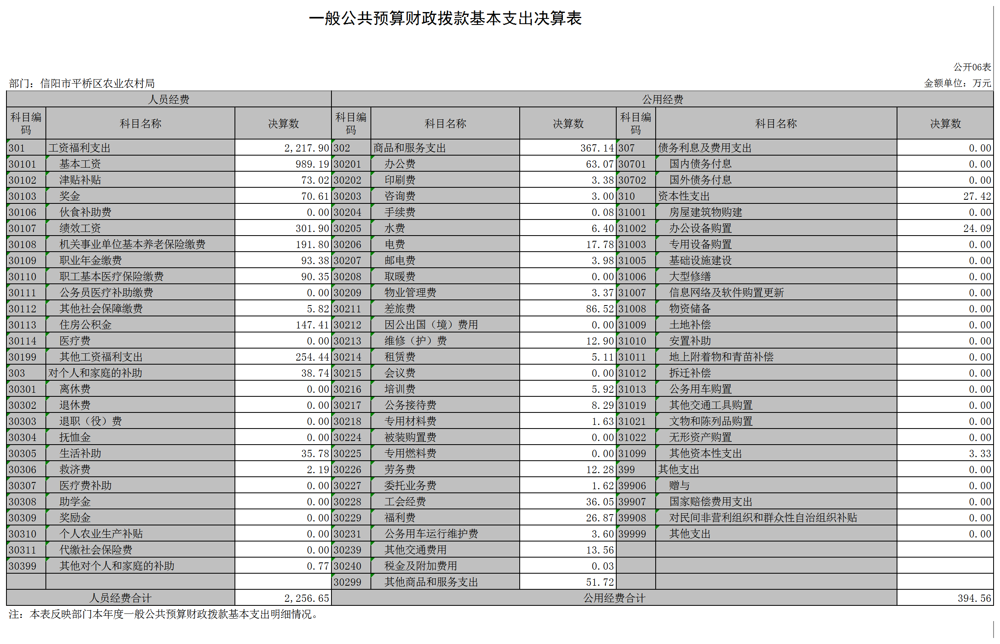 一般公共预算财政拨款基本支出决算表
公开06表
部门：信阳市平桥区农业农村局 金额单位：万元
人员经费 公用经费
科目编码 科目名称 决算数 科目编码 科目名称 决算数 科目编码 科目名称 决算数
301 工资福利支出 2,217.90 302 商品和服务支出 367.14 307 债务利息及费用支出 0.00
30101 基本工资 989.19 30201 办公费 63.07 30701 国内债务付息 0.00
30102 津贴补贴 73.02 30202 印刷费 3.38 30702 国外债务付息 0.00
30103 奖金 70.61 30203 咨询费 3.00 310 资本性支出 27.42
30106 伙食补助费 0.00 30204 手续费 0.08 31001 房屋建筑物购建 0.00
30107 绩效工资 301.90 30205 水费 6.40 31002 办公设备购置 24.09
30108 机关事业单位基本养老保险缴费 191.80 30206 电费 17.78 31003 专用设备购置 0.00
30109 职业年金缴费 93.38 30207 邮电费 3.98 31005 基础设施建设 0.00
30110 职工基本医疗保险缴费 90.35 30208 取暖费 0.00 31006 大型修缮 0.00
30111 公务员医疗补助缴费 0.00 30209 物业管理费 3.37 31007 信息网络及软件购置更新 0.00
30112 其他社会保障缴费 5.82 30211 差旅费 86.52 31008 物资储备 0.00
30113 住房公积金 147.41 30212 因公出国（境）费用 0.00 31009 土地补偿 0.00
30114 医疗费 0.00 30213 维修（护）费 12.90 31010 安置补助 0.00
30199 其他工资福利支出 254.44 30214 租赁费 5.11 31011 地上附着物和青苗补偿 0.00
303 对个人和家庭的补助 38.74 30215 会议费 0.00 31012 拆迁补偿 0.00
30301 离休费 0.00 30216 培训费 5.92 31013 公务用车购置 0.00
30302 退休费 0.00 30217 公务接待费 8.29 31019 其他交通工具购置 0.00
30303 退职（役）费 0.00 30218 专用材料费 1.63 31021 文物和陈列品购置 0.00
30304 抚恤金 0.00 30224 被装购置费 0.00 31022 无形资产购置 0.00
30305 生活补助 35.78 30225 专用燃料费 0.00 31099 其他资本性支出 3.33
30306 救济费 2.19 30226 劳务费 12.28 399 其他支出 0.00
30307 医疗费补助 0.00 30227 委托业务费 1.62 39906 赠与 0.00
30308 助学金 0.00 30228 工会经费 36.05 39907 国家赔偿费用支出 0.00
30309 奖励金 0.00 30229 福利费 26.87 39908 对民间非营利组织和群众性自治组织补贴 0.00
30310 个人农业生产补贴 0.00 30231 公务用车运行维护费 3.60 39999 其他支出 0.00
30311 代缴社会保险费 0.00 30239 其他交通费用 13.56
30399 其他对个人和家庭的补助 0.77 30240 税金及附加费用 0.03
30299 其他商品和服务支出 51.72
人员经费合计 2,256.65 公用经费合计 394.56
注：本表反映部门本年度一般公共预算财政拨款基本支出明细情况。